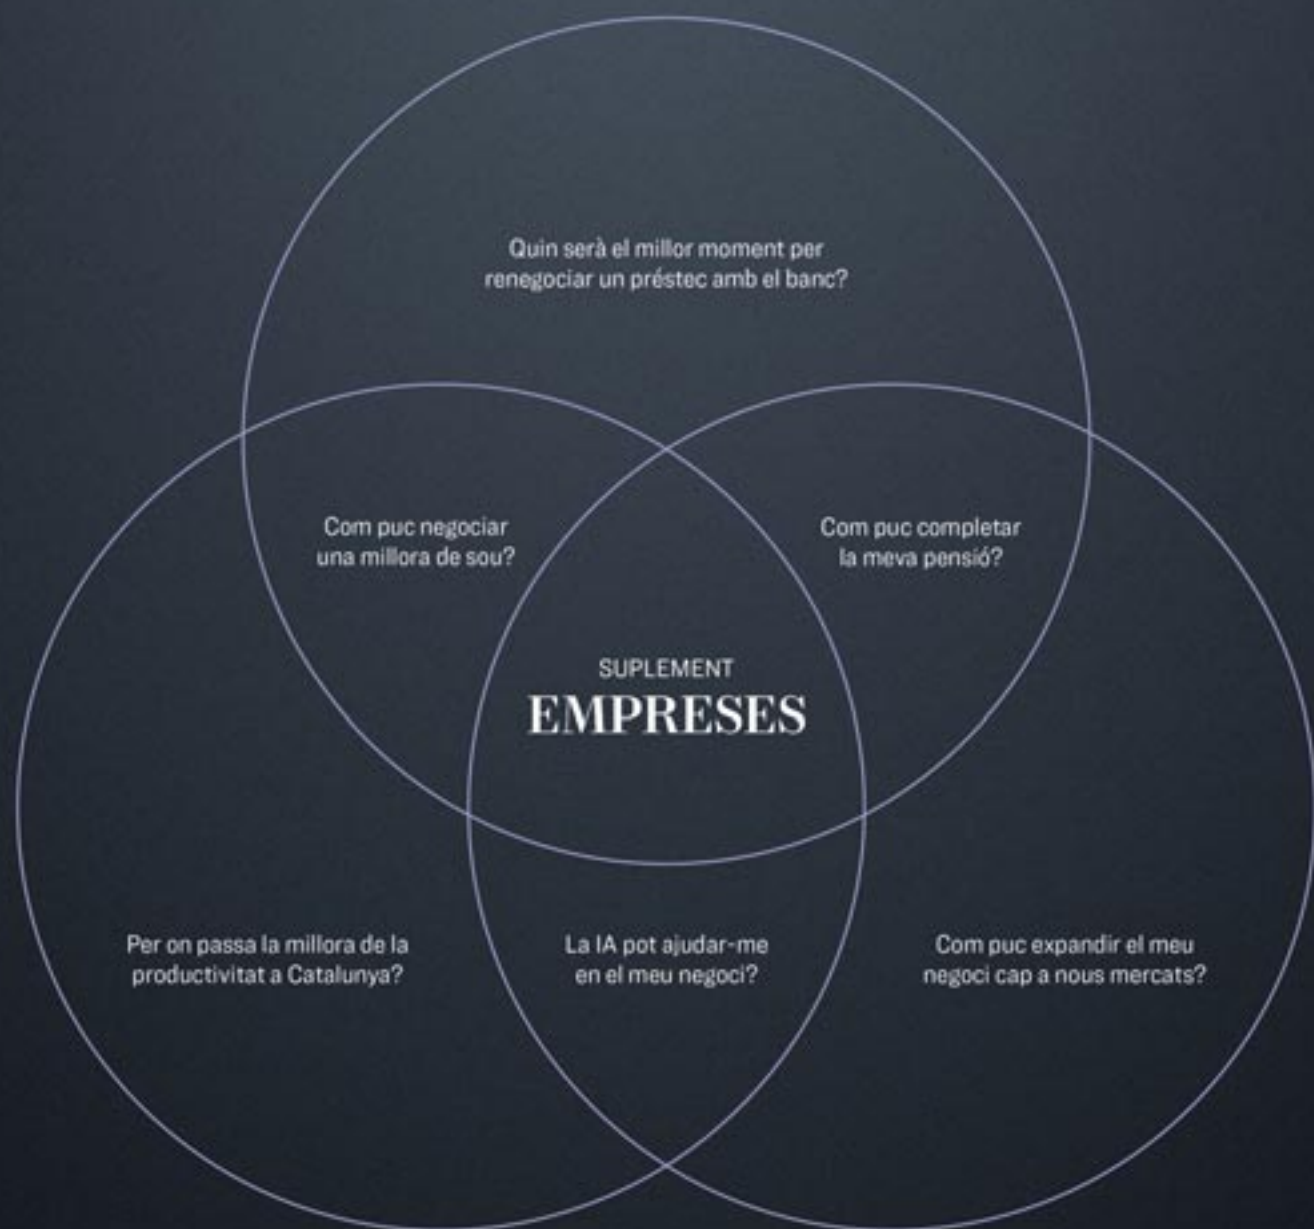 Quin serà el millor moment per
renegociar un préstec amb el banc?
Com puc negociar
una millora de sou?
Com puc completar
la meva pensió?
SUPLEMENT
EMPRESES
Per on passa la millora de la
productivitat a Catalunya?
La IA pot ajudar-me
en el meu negoci?
Com puc expandir el meu
negoci cap a nous mercats?